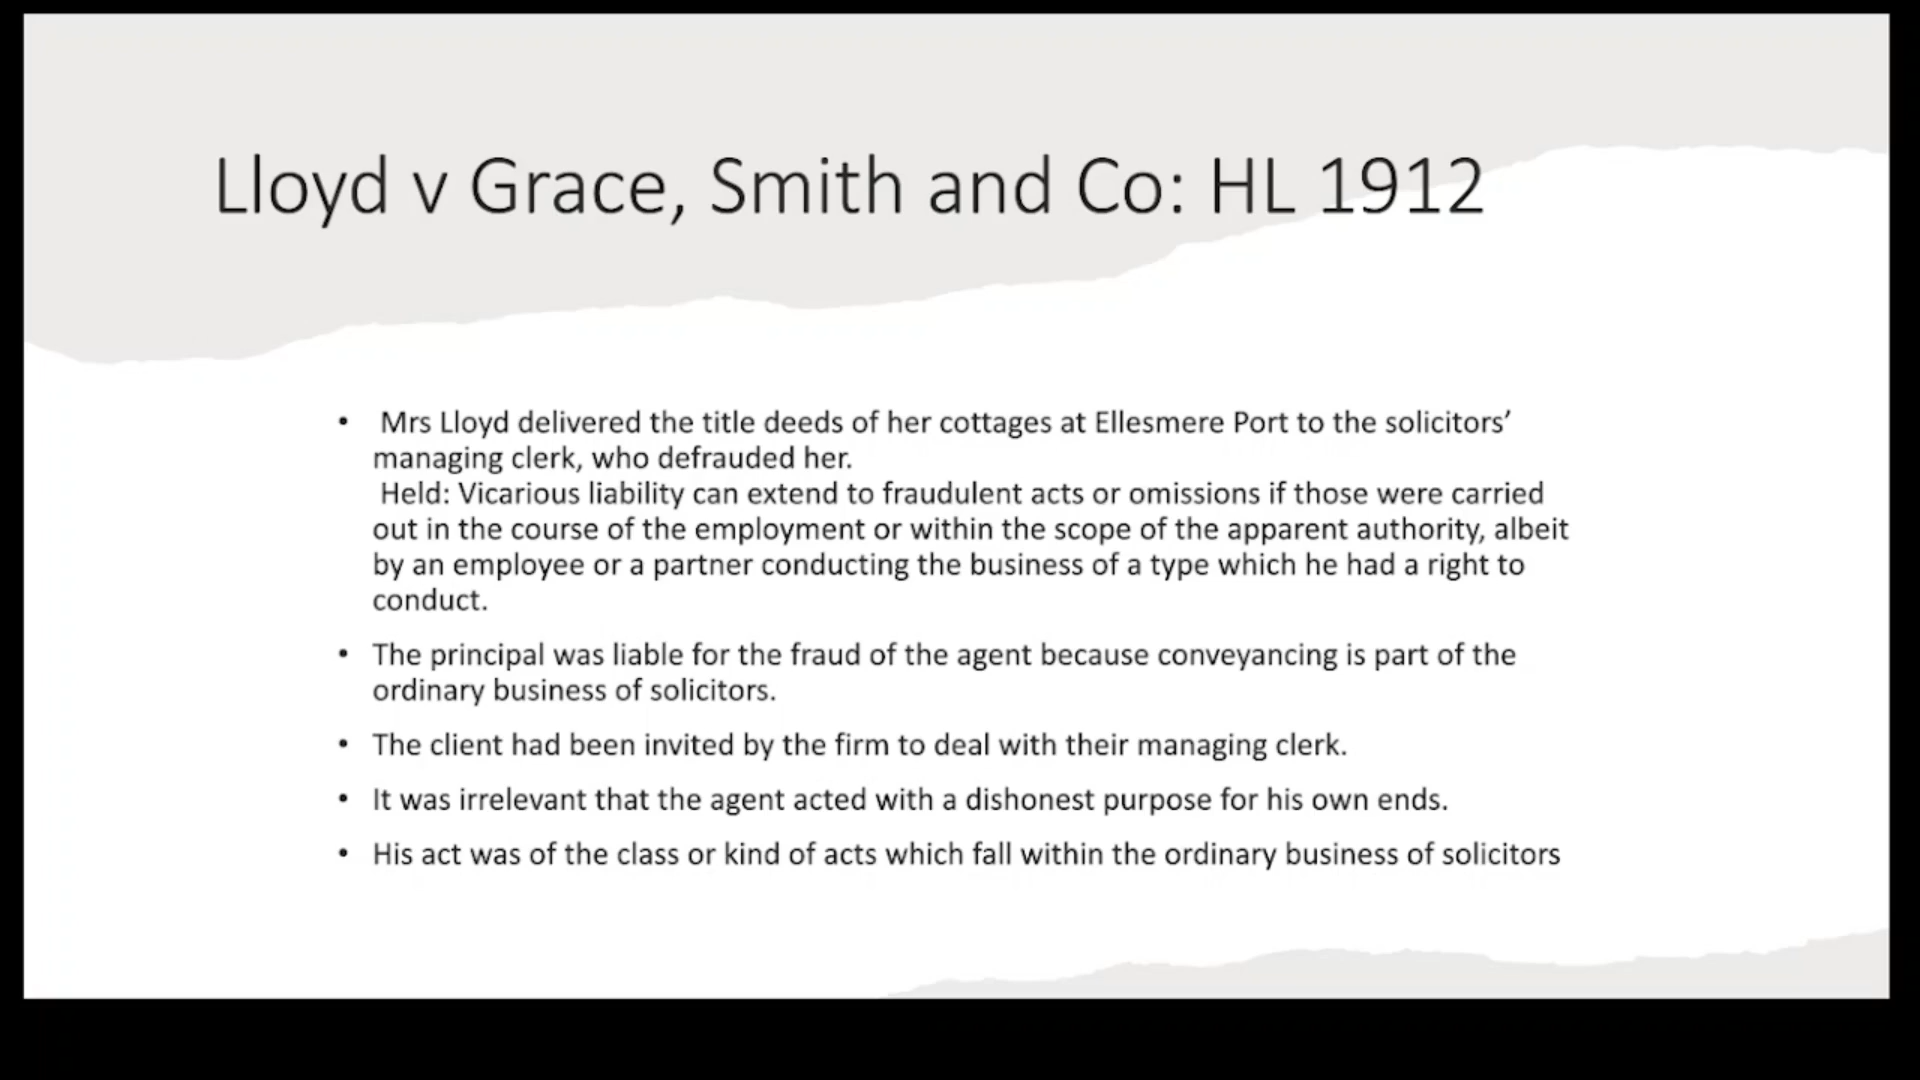 Lloyd v Grace, Smith and Co: HL 1912
• Mrs Lloyd delivered the title deeds of her cottages at Ellesmere Port to the solicitors’
managing clerk, who defrauded her.
Held: Vicarious liability can extend to fraudulent acts or omissions if those were carried
out in the course of the employment or within the scope of the apparent authority, albeit
by an employee or a partner conducting the business of a type which he had a right to
conduct.
• The principal was liable for the fraud of the agent because conveyancing is part of the
ordinary business of solicitors.
• The client had been invited by the firm to deal with their managing clerk.
• It was irrelevant that the agent acted with a dishonest purpose for his own ends.
• His act was of the class or kind of acts which fall within the ordinary business of solicitors